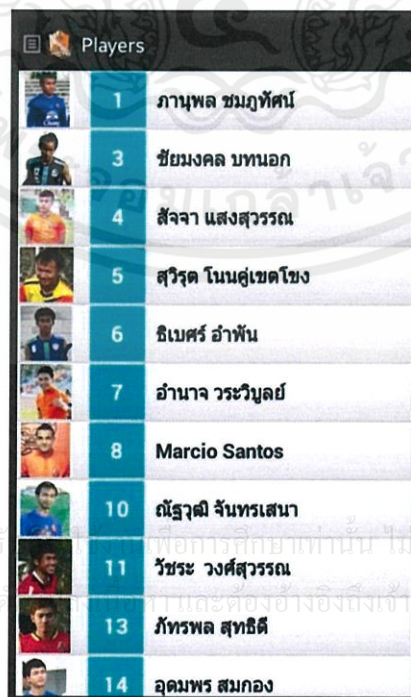 Players
1 ภานุพล ชมภูทัศน์
3 ชัยมงคล บทนอก
4 สัจจา แสงสุวรรณ
5 สุวิรุต โนนคู่เขตโขง
6 ธิเบศร์ อำพัน
7 อำนาจ วระวิบูลย์
8 Marcio Santos
10 ณัฐวุฒิ จันทรเสนา
11 วัชระ วงศ์สุวรรณ
13 ภัทรพล สุทธิดี
14 อุดมพร สมกอง